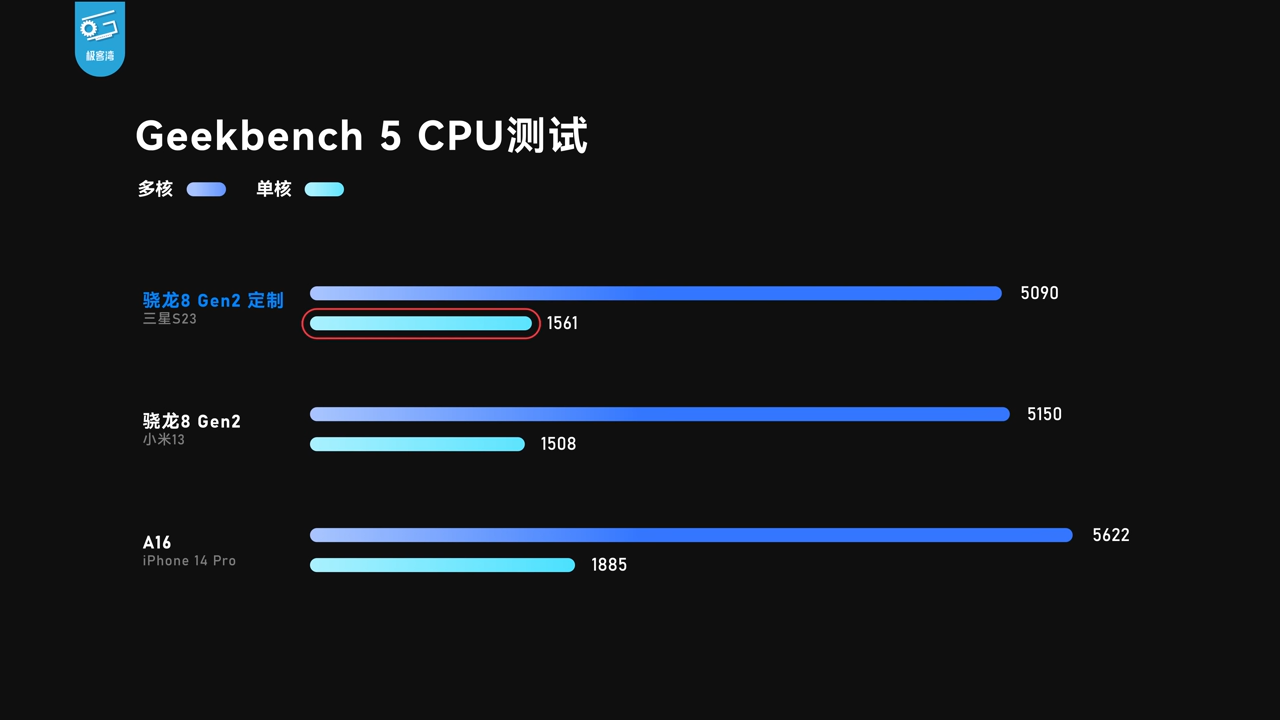 极客湾
Geekbench 5 CPU测试
多核 单核
骁龙8 Gen2 定制
三星S23
5090
1561
骁龙8 Gen2
小米13
5150
1508
A16
iPhone 14 Pro
5622
1885